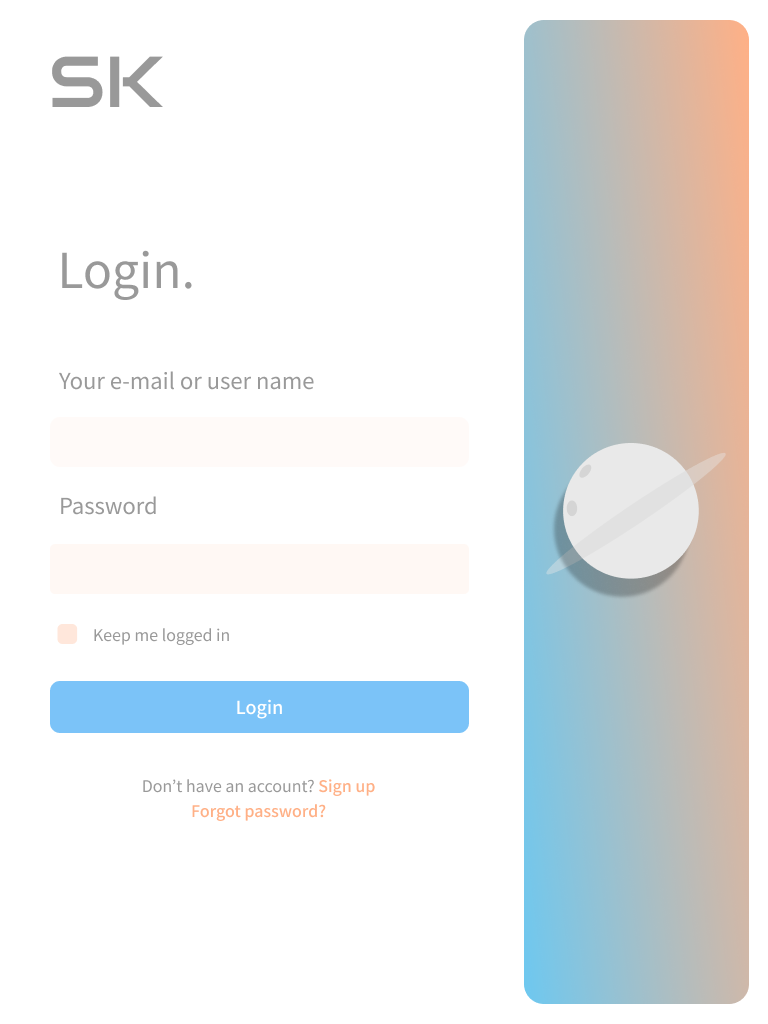 SK
Login.
Your e-mail or user name
Password
Keep me logged in
Login
Don’t have an account? Sign up
Forgot password?